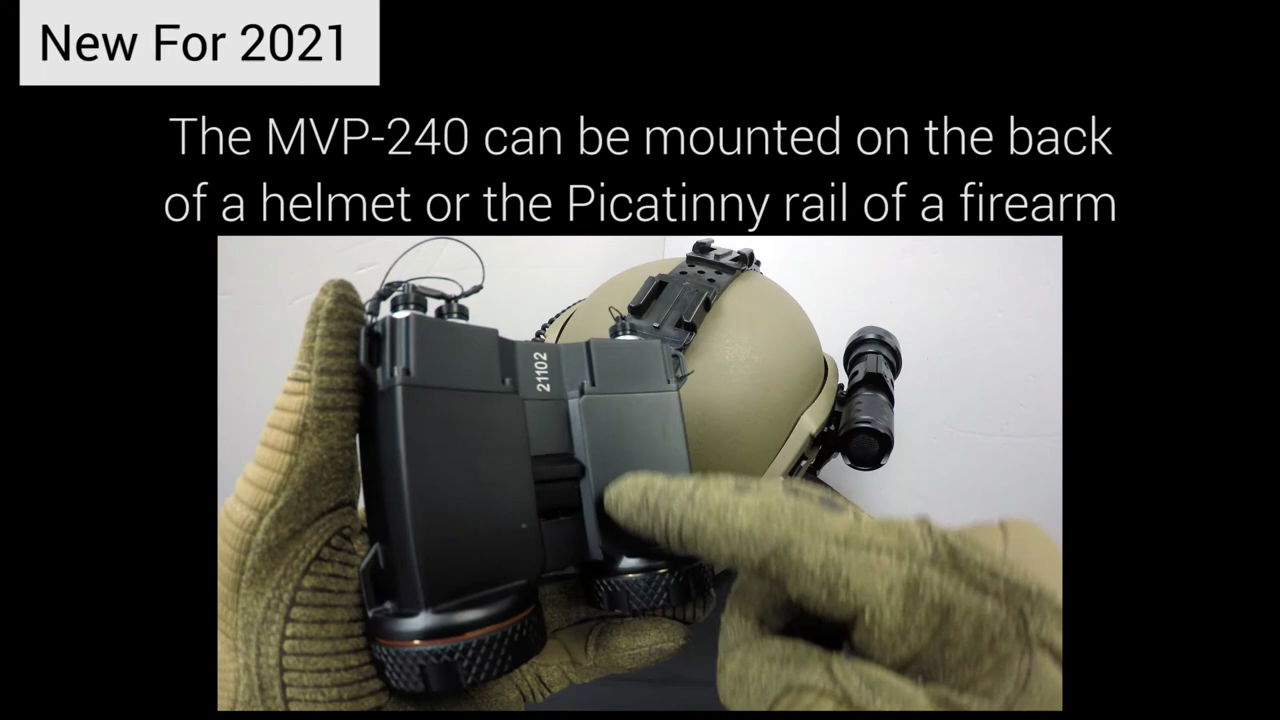 New For 2021
The MVP-240 can be mounted on the back
of a helmet or the Picatinny rail of a firearm
21102